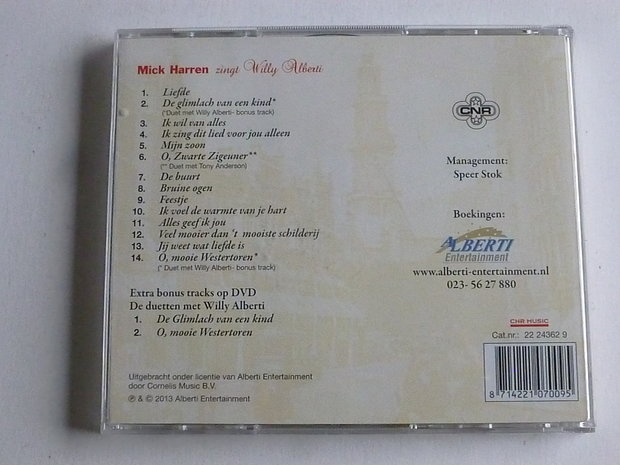 Mick Harren zingt Willy Alberti
1. Liefde
2. De glimlach van een kind*
(*Duet met Willy Alberti- bonus track)
3. Ik wil van alles
4. Ik zing dit lied voor jou alleen
5. Mijn zoon
6. O, Zwarte Zigeuner**
(** Duet met Tony Anderson)
7. De buurt
8. Bruine ogen
9. Feestje
10. Ik voel de warmte van je hart
11. Alles geef ik jou
12. Veel mooier dan 't mooiste schilderij
13. Jij weet wat liefde is
14. O, mooie Westertoren*
(* Duet met Willy Alberti- bonus track)
Extra bonus tracks op DVD
De duetten met Willy Alberti
1. De Glimlach van een kind
2. O, mooie Westertoren
Uitgebracht onder licentie van Alberti Entertainment
door Cornelis Music B.V.
℗ & © 2013 Alberti Entertainment
CNR
Management:
Speer Stok
Boekingen:
ALBERTI
Entertainment
www.alberti-entertainment.nl
023- 56 27 880
CHR MUSIC
Cat.nr.: 22 24362 9
8 714221 070095